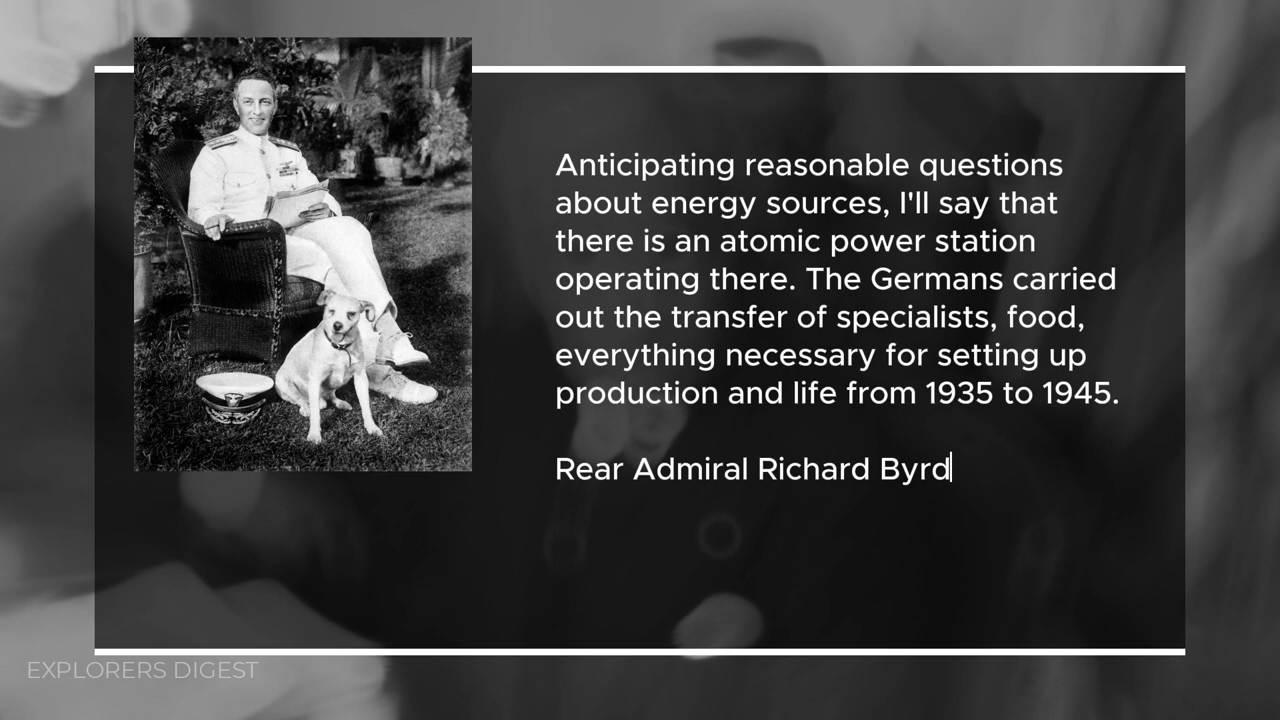 Anticipating reasonable questions
about energy sources, I'll say that
there is an atomic power station
operating there. The Germans carried
out the transfer of specialists, food,
everything necessary for setting up
production and life from 1935 to 1945.
Rear Admiral Richard Byrd
EXPLORERS DIGEST